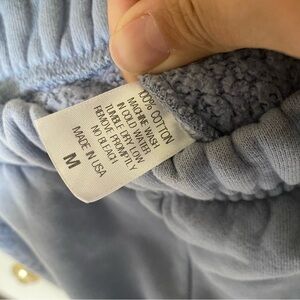 100% COTTON
MACHINE WASH
IN COLD WATER
TUMBLE DRY LOW
REMOVE PROMPTLY
NO BLEACH
MADE IN USA
M